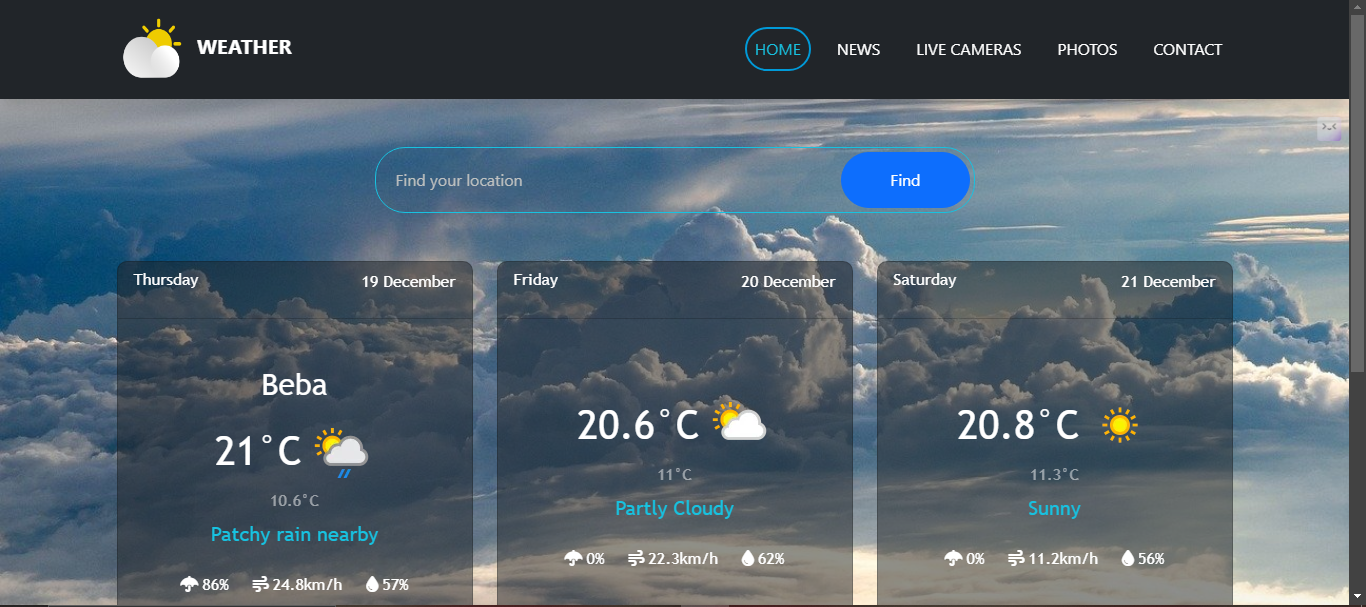 WEATHER
HOME NEWS LIVE CAMERAS PHOTOS CONTACT
Find your location
Find
Thursday 19 December
Beba
21°C
10.6°C
Patchy rain nearby
86% 24.8km/h 57%
Friday 20 December
20.6°C
11°C
Partly Cloudy
0% 22.3km/h 62%
Saturday 21 December
20.8°C
11.3°C
Sunny
0% 11.2km/h 56%